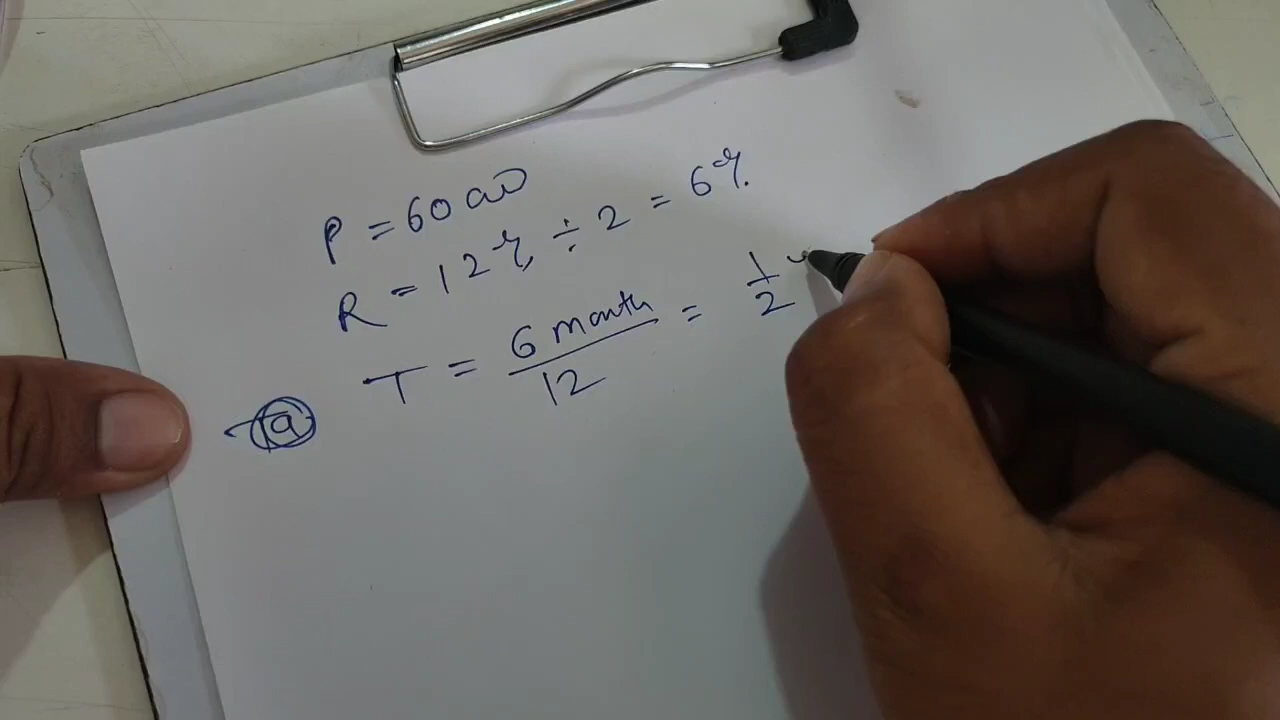 P = 6000
R = 12% ÷ 2 = 6%
T = 6 month / 12 = 1/2
a